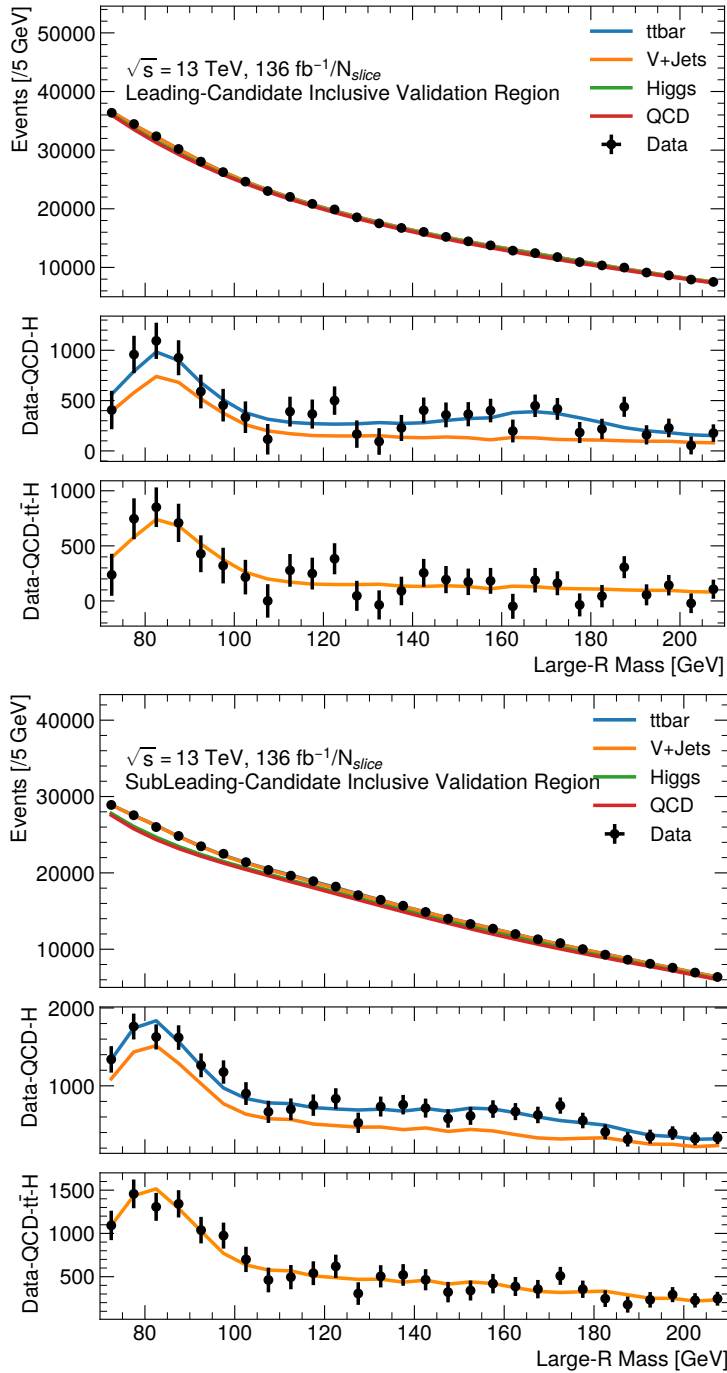 Events [/5 GeV]
50000
40000
30000
20000
10000
√s = 13 TeV, 136 fb⁻¹/N_slice
Leading-Candidate Inclusive Validation Region
ttbar
V+Jets
Higgs
QCD
Data
Data-QCD-H
1000
500
0
Data-QCD-tt̄-H
1000
500
0
80 100 120 140 160 180 200
Large-R Mass [GeV]
Events [/5 GeV]
40000
30000
20000
10000
√s = 13 TeV, 136 fb⁻¹/N_slice
SubLeading-Candidate Inclusive Validation Region
ttbar
V+Jets
Higgs
QCD
Data
Data-QCD-H
2000
1000
Data-QCD-tt̄-H
1500
1000
500
80 100 120 140 160 180 200
Large-R Mass [GeV]